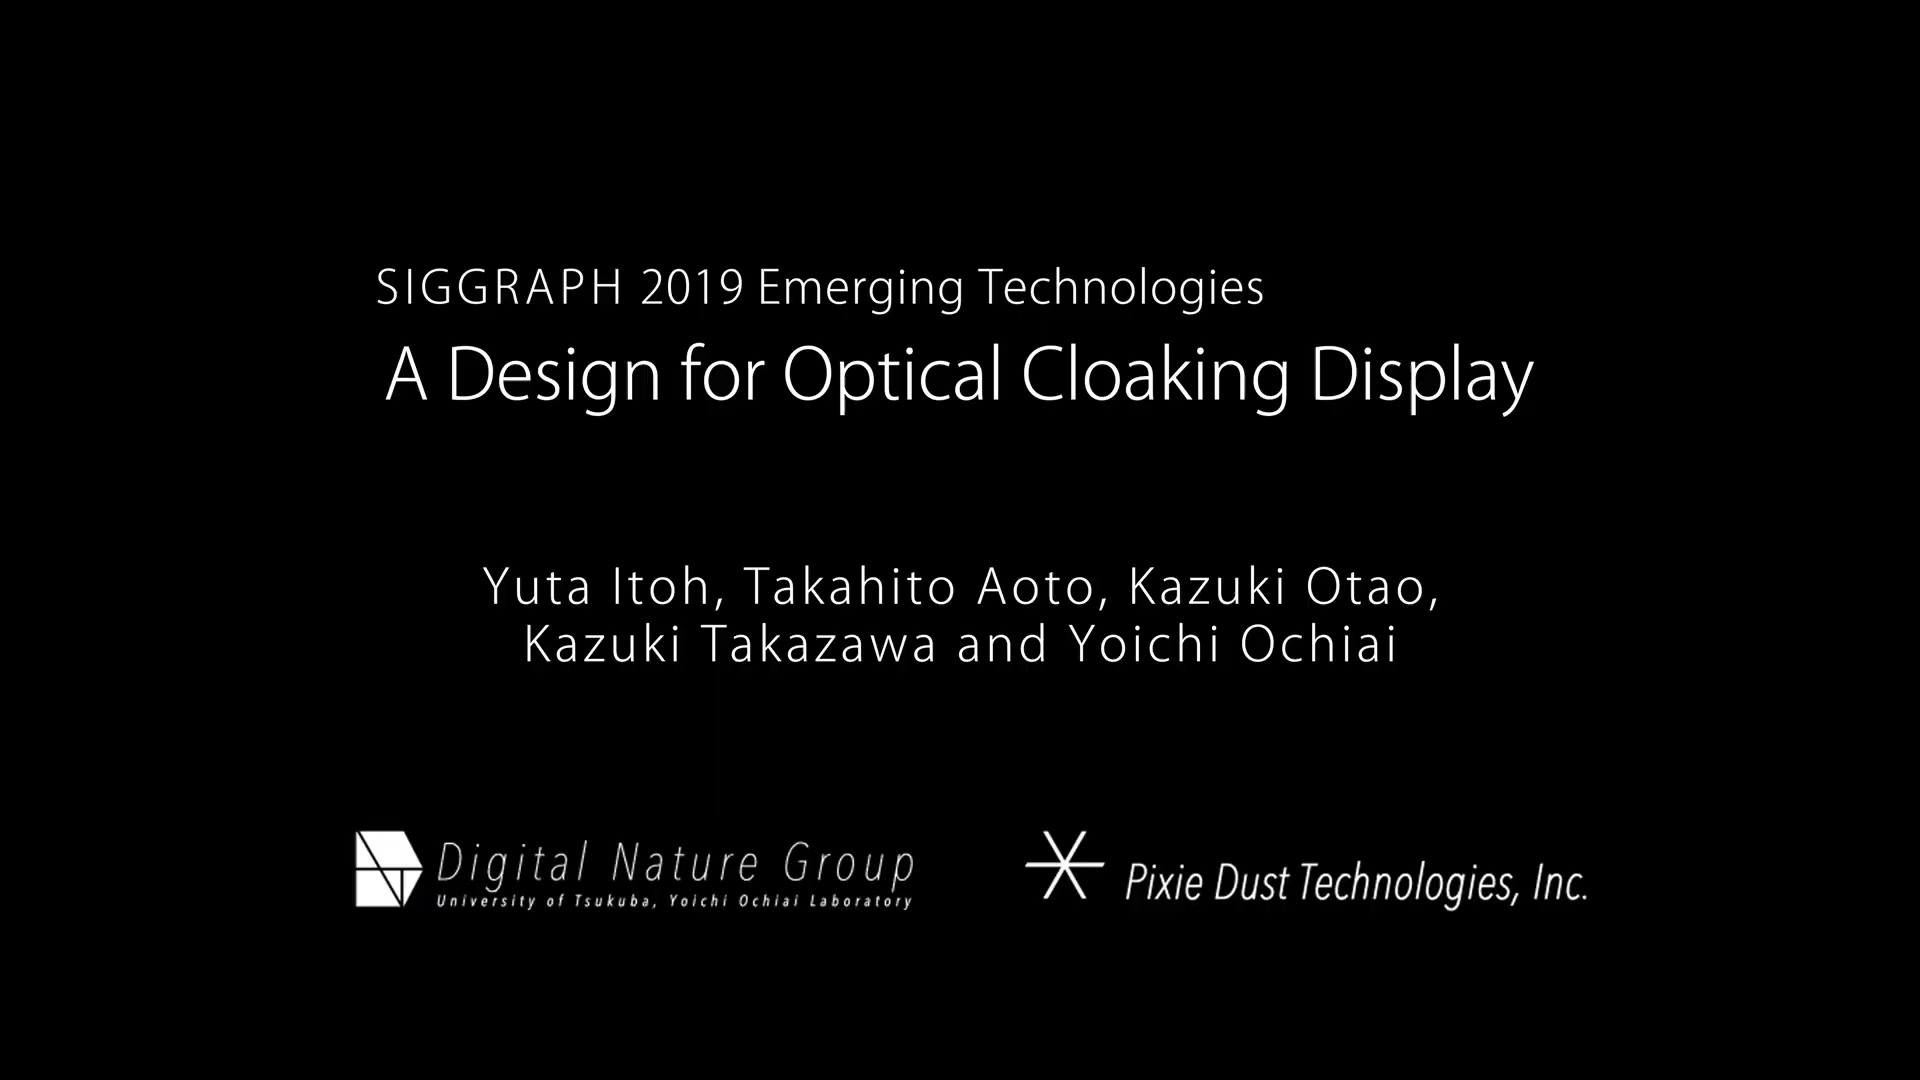 SIGGRAPH 2019 Emerging Technologies
A Design for Optical Cloaking Display
Yuta Itoh, Takahito Aoto, Kazuki Otao,
Kazuki Takazawa and Yoichi Ochiai
Digital Nature Group
University of Tsukuba, Yoichi Ochiai Laboratory
Pixie Dust Technologies, Inc.